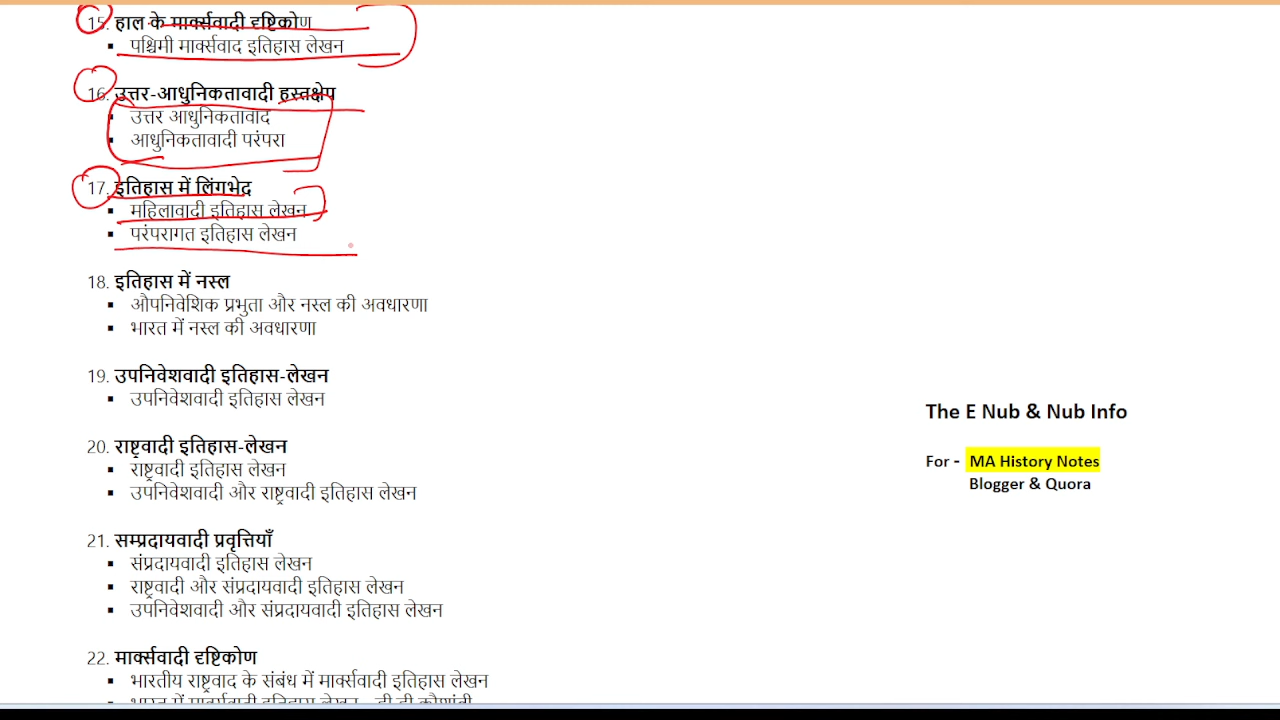 15. हाल के मार्क्सवादी दृष्टिकोण
▪ पश्चिमी मार्क्सवाद इतिहास लेखन
16. उत्तर-आधुनिकतावादी हस्तक्षेप
▪ उत्तर आधुनिकतावाद
▪ आधुनिकतावादी परंपरा
17. इतिहास में लिंगभेद
▪ महिलावादी इतिहास लेखन
▪ परंपरागत इतिहास लेखन
18. इतिहास में नस्ल
▪ औपनिवेशिक प्रभुता और नस्ल की अवधारणा
▪ भारत में नस्ल की अवधारणा
19. उपनिवेशवादी इतिहास-लेखन
▪ उपनिवेशवादी इतिहास लेखन
The E Nub & Nub Info
20. राष्ट्रवादी इतिहास-लेखन
For - MA History Notes
▪ राष्ट्रवादी इतिहास लेखन
Blogger & Quora
▪ उपनिवेशवादी और राष्ट्रवादी इतिहास लेखन
21. सम्प्रदायवादी प्रवृत्तियाँ
▪ संप्रदायवादी इतिहास लेखन
▪ राष्ट्रवादी और संप्रदायवादी इतिहास लेखन
▪ उपनिवेशवादी और संप्रदायवादी इतिहास लेखन
22. मार्क्सवादी दृष्टिकोण
▪ भारतीय राष्ट्रवाद के संबंध में मार्क्सवादी इतिहास लेखन
▪ भारत में मार्क्सवादी इतिहास लेखन